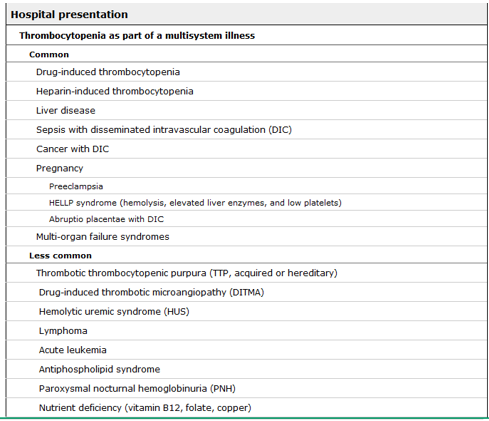 Hospital presentation
Thrombocytopenia as part of a multisystem illness
Common
Drug-induced thrombocytopenia
Heparin-induced thrombocytopenia
Liver disease
Sepsis with disseminated intravascular coagulation (DIC)
Cancer with DIC
Pregnancy
Preeclampsia
HELLP syndrome (hemolysis, elevated liver enzymes, and low platelets)
Abruptio placentae with DIC
Multi-organ failure syndromes
Less common
Thrombotic thrombocytopenic purpura (TTP, acquired or hereditary)
Drug-induced thrombotic microangiopathy (DITMA)
Hemolytic uremic syndrome (HUS)
Lymphoma
Acute leukemia
Antiphospholipid syndrome
Paroxysmal nocturnal hemoglobinuria (PNH)
Nutrient deficiency (vitamin B12, folate, copper)